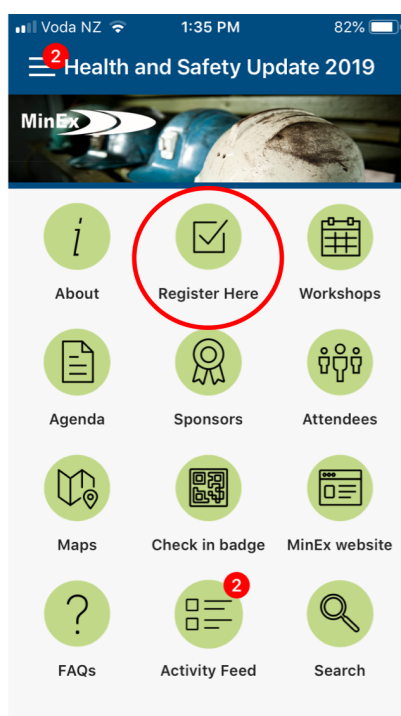 Voda NZ 1:35 PM 82%
2
Health and Safety Update 2019
MinEx
i
About Register Here Workshops
Agenda Sponsors Attendees
Maps Check in badge MinEx website
?
2
FAQs Activity Feed Search